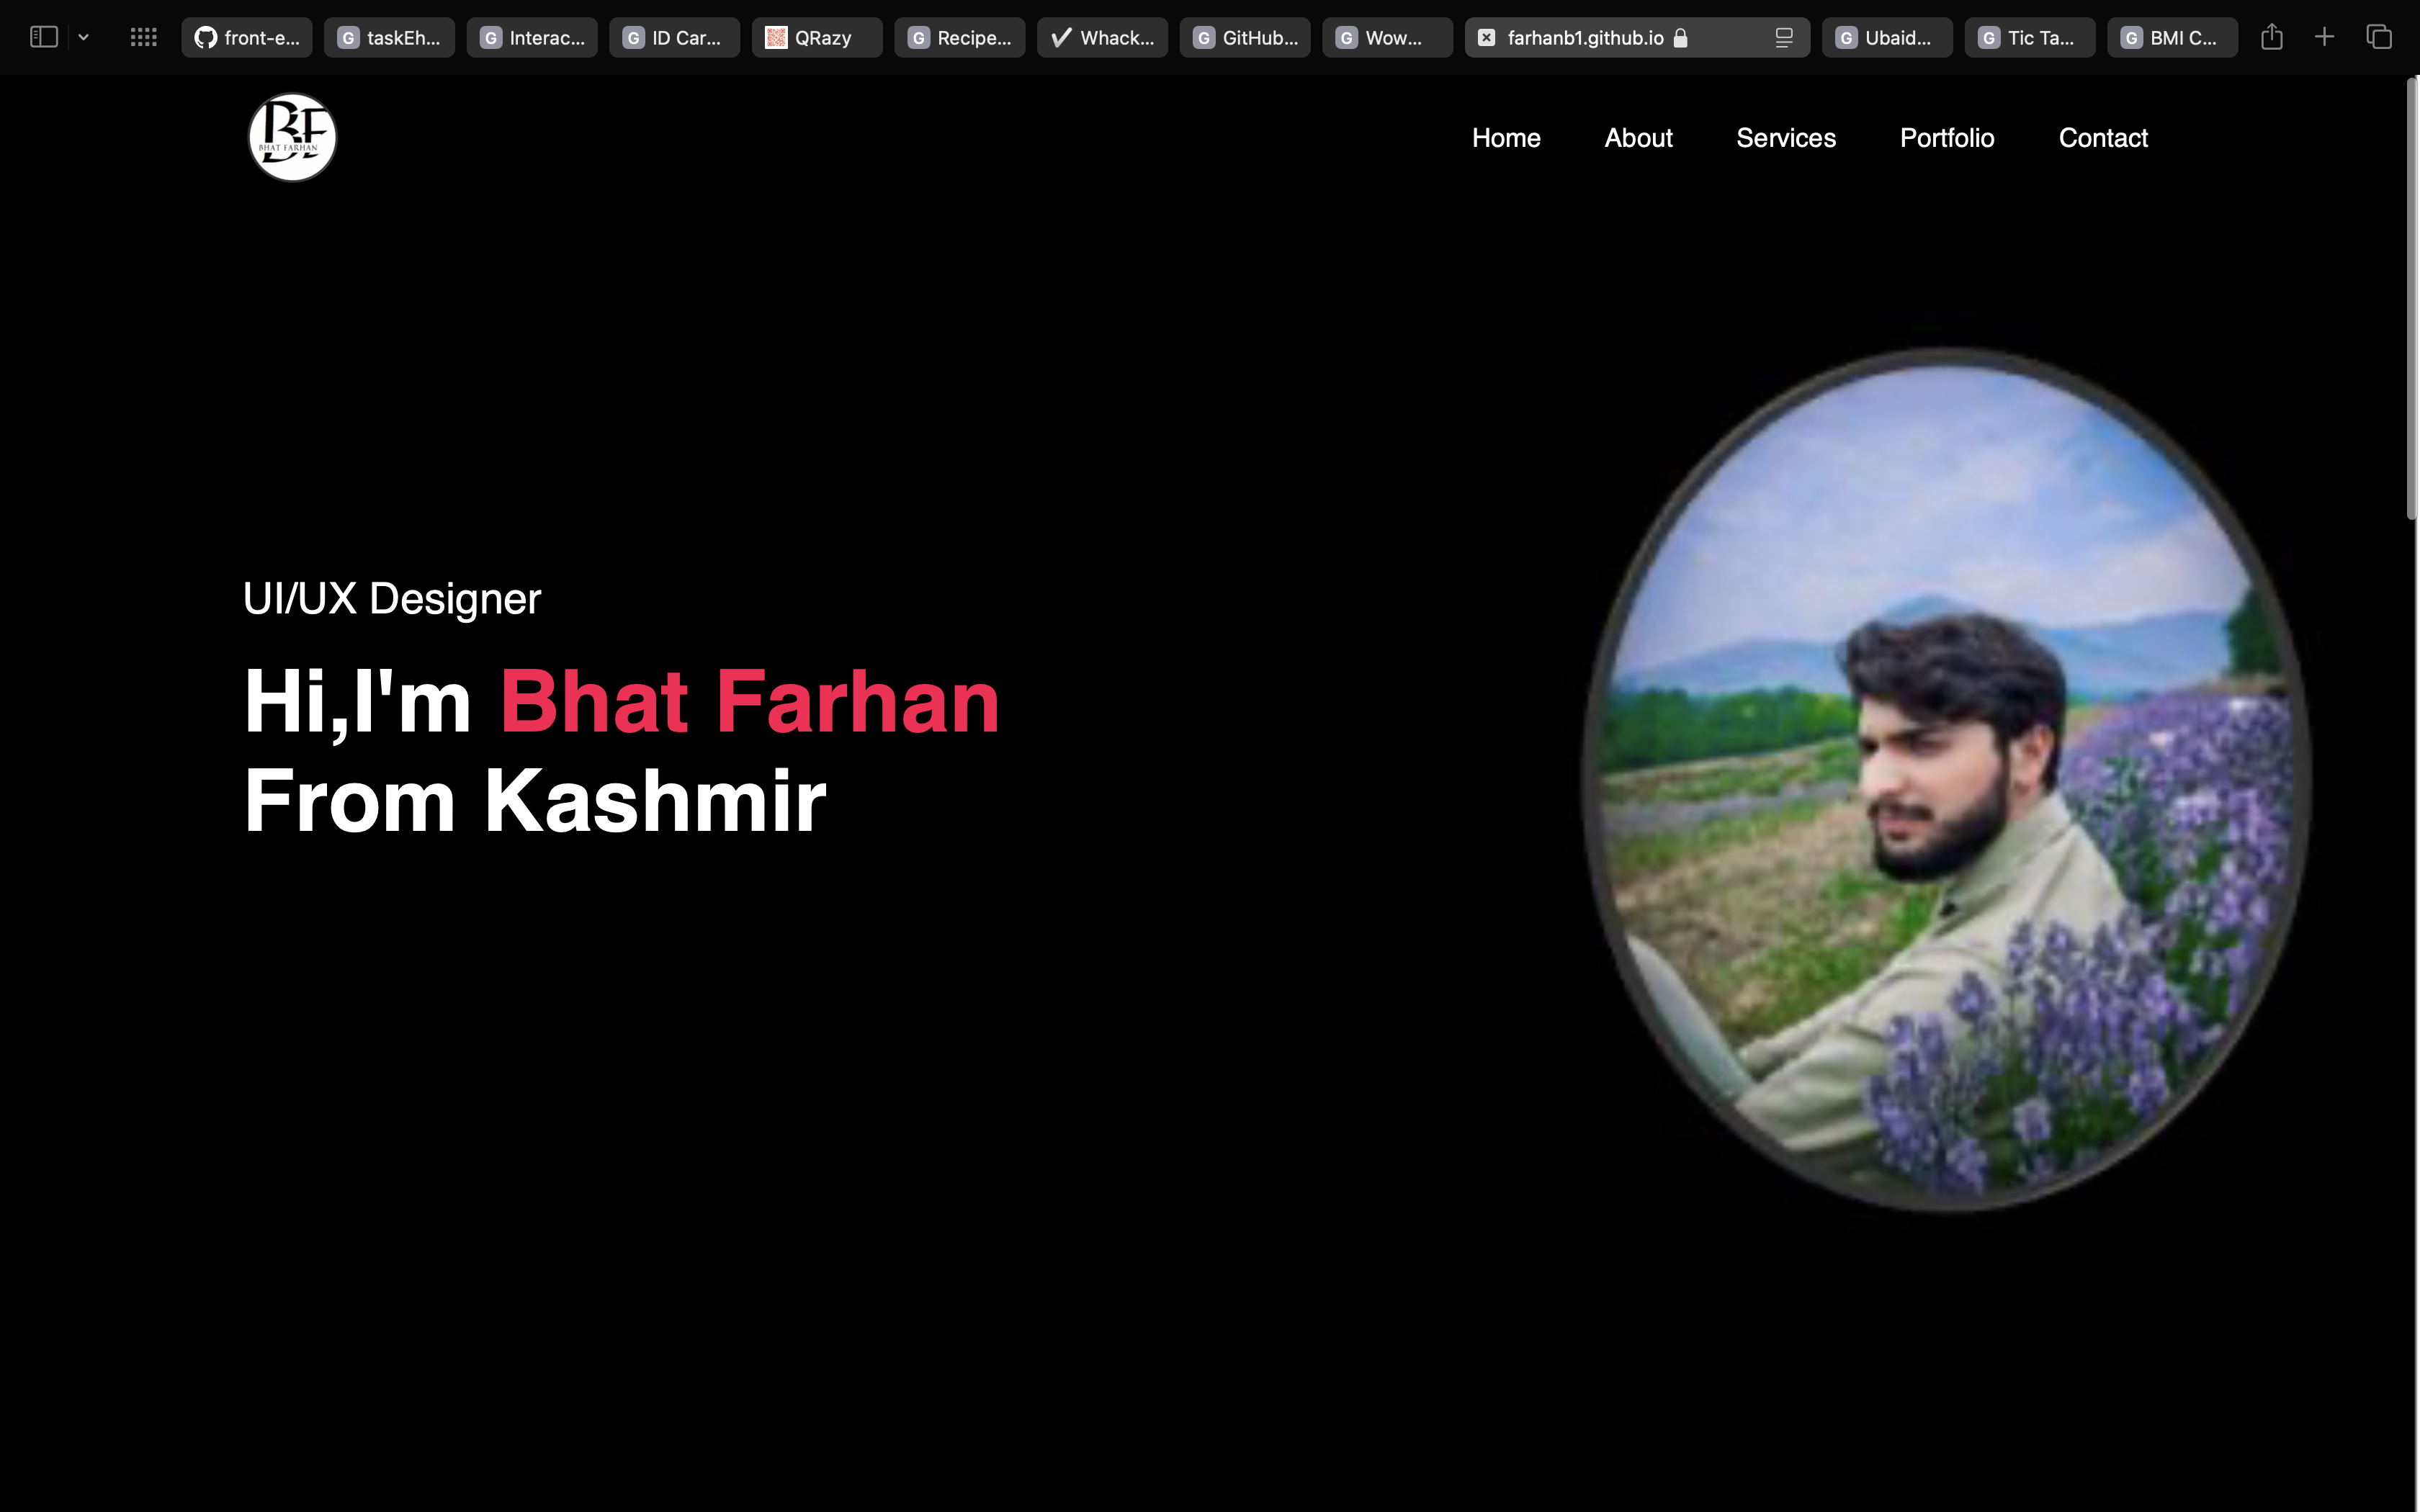 front-e...
taskEh...
Interac...
ID Car...
QRazy
Recipe...
Whack...
GitHub...
Wow...
farhanb1.github.io
Ubaid...
Tic Ta...
BMI C...
BF
BHAT FARHAN
Home
About
Services
Portfolio
Contact
UI/UX Designer
Hi,I'm Bhat Farhan
From Kashmir